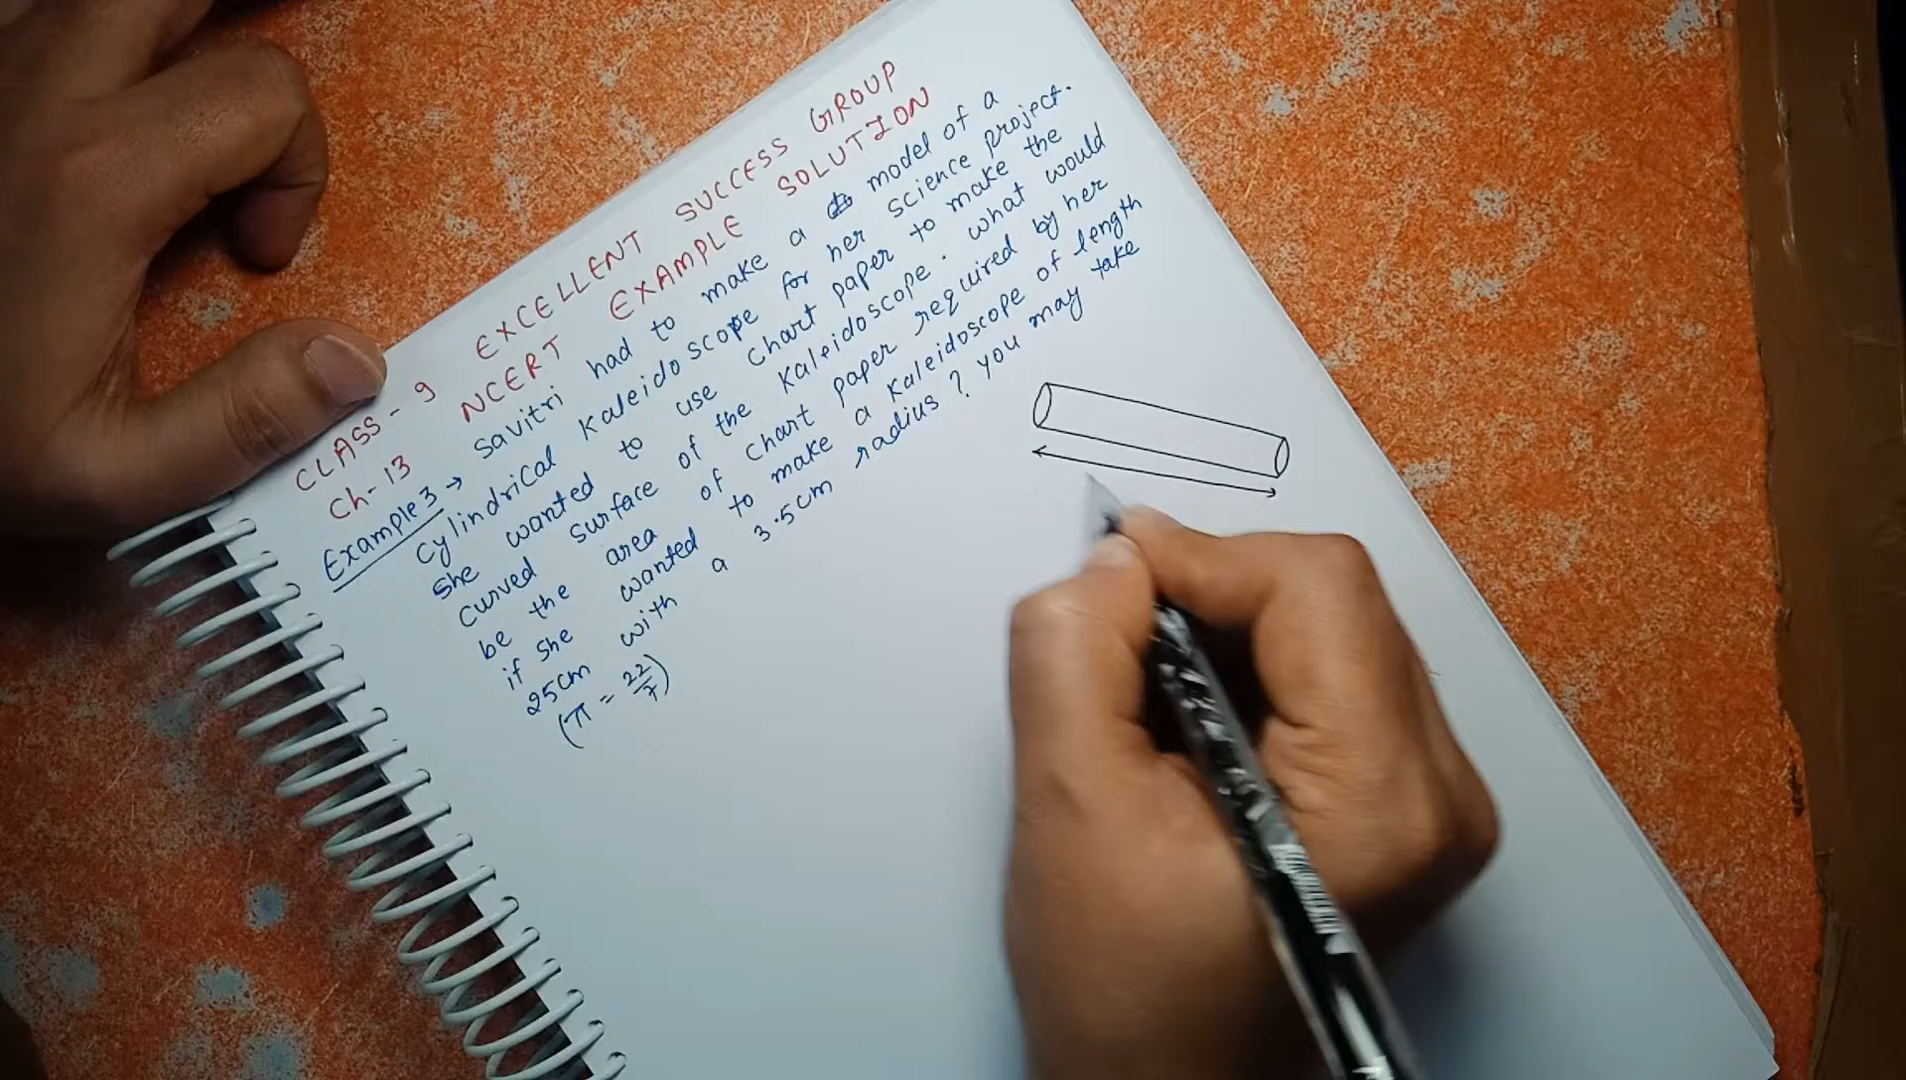 CLASS - 9 EXCELLENT SUCCESS GROUP
Ch-13 NCERT EXAMPLE SOLUTION
Example 3 → Savitri had to make a model of a
Cylindrical Kaleidoscope for her science project.
She wanted to use Chart paper to make the
Curved surface of the Kaleidoscope. what would
be the area of Chart paper required by her
if she wanted to make a Kaleidoscope of length
25cm with a 3.5cm radius ? you may take
(π = 22/7)